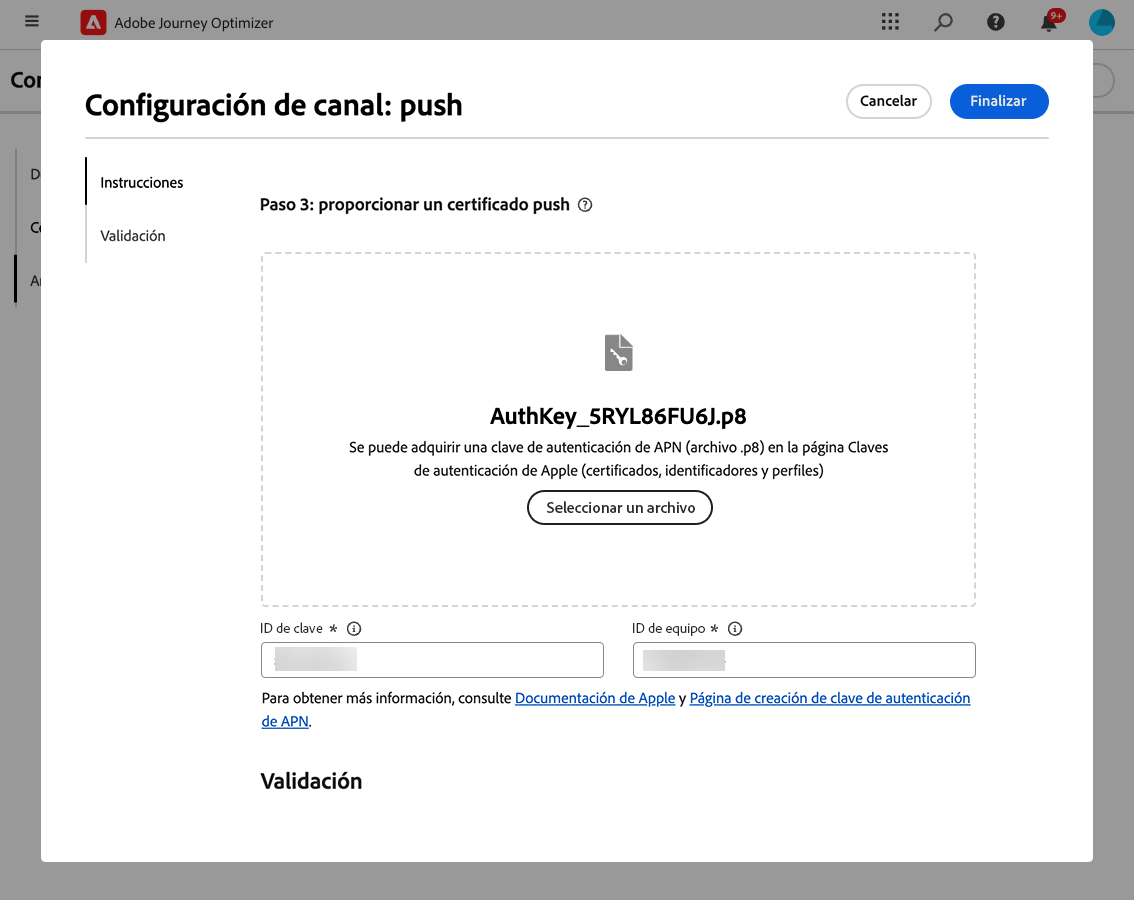 Adobe Journey Optimizer
9+
Configuración de canal: push
Cancelar
Finalizar
Instrucciones
Validación
Paso 3: proporcionar un certificado push
AuthKey_5RYL86FU6J.p8
Se puede adquirir una clave de autenticación de APN (archivo .p8) en la página Claves
de autenticación de Apple (certificados, identificadores y perfiles)
Seleccionar un archivo
ID de clave *
ID de equipo *
Para obtener más información, consulte Documentación de Apple y Página de creación de clave de autenticación
de APN.
Validación